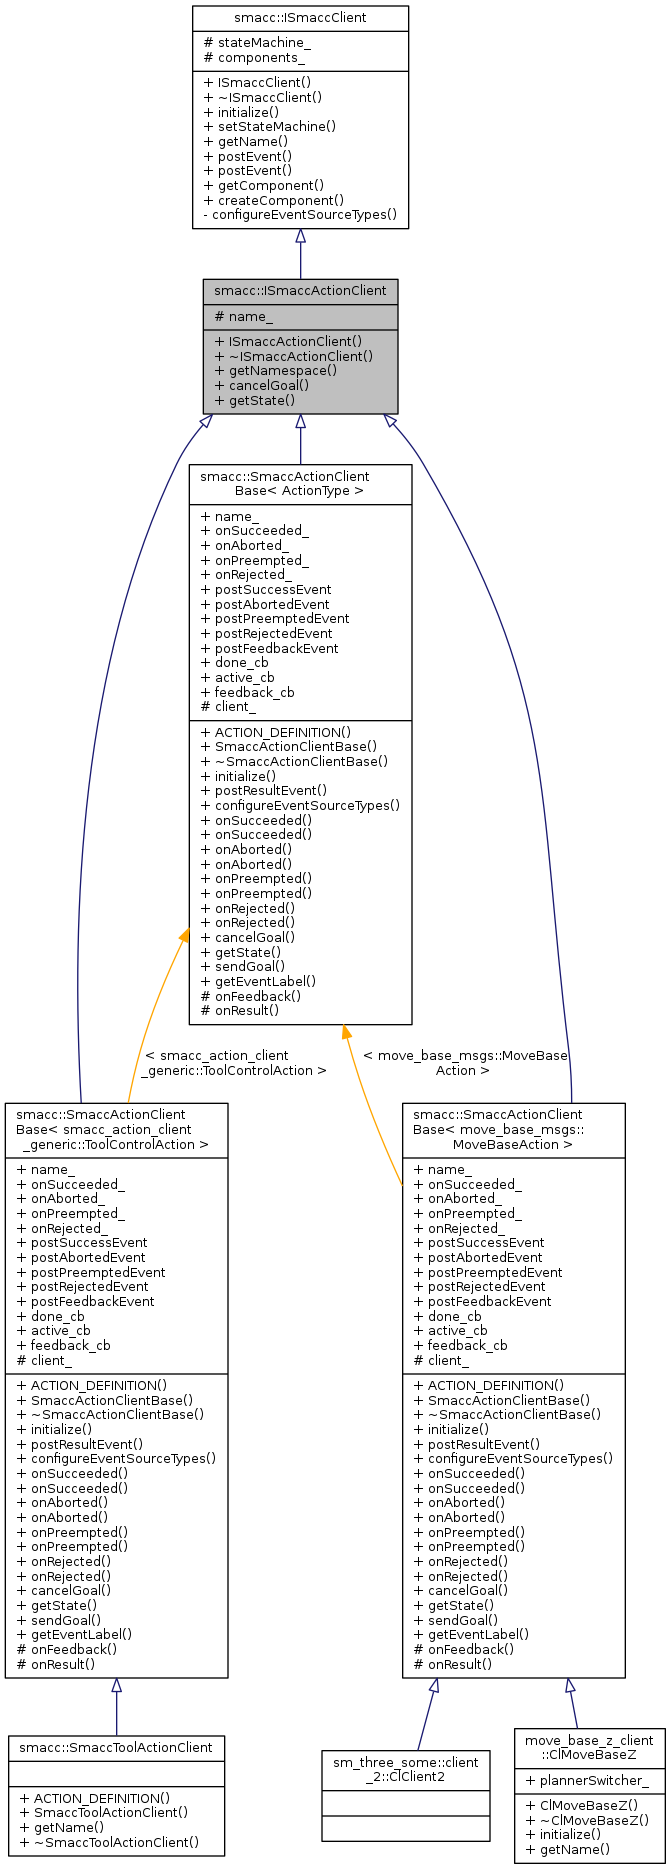 smacc::ISmaccClient
# stateMachine_
# components_
+ ISmaccClient()
+ ~ISmaccClient()
+ initialize()
+ setStateMachine()
+ getName()
+ postEvent()
+ postEvent()
+ getComponent()
+ createComponent()
- configureEventSourceTypes()
smacc::ISmaccActionClient
# name_
+ ISmaccActionClient()
+ ~ISmaccActionClient()
+ getNamespace()
+ cancelGoal()
+ getState()
smacc::SmaccActionClient
Base< ActionType >
+ name_
+ onSucceeded_
+ onAborted_
+ onPreempted_
+ onRejected_
+ postSuccessEvent
+ postAbortedEvent
+ postPreemptedEvent
+ postRejectedEvent
+ postFeedbackEvent
+ done_cb
+ active_cb
+ feedback_cb
# client_
+ ACTION_DEFINITION()
+ SmaccActionClientBase()
+ ~SmaccActionClientBase()
+ initialize()
+ postResultEvent()
+ configureEventSourceTypes()
+ onSucceeded()
+ onSucceeded()
+ onAborted()
+ onAborted()
+ onPreempted()
+ onPreempted()
+ onRejected()
+ onRejected()
+ cancelGoal()
+ getState()
+ sendGoal()
+ getEventLabel()
# onFeedback()
# onResult()
< smacc_action_client
_generic::ToolControlAction >
< move_base_msgs::MoveBase
Action >
smacc::SmaccActionClient
Base< smacc_action_client
_generic::ToolControlAction >
+ name_
+ onSucceeded_
+ onAborted_
+ onPreempted_
+ onRejected_
+ postSuccessEvent
+ postAbortedEvent
+ postPreemptedEvent
+ postRejectedEvent
+ postFeedbackEvent
+ done_cb
+ active_cb
+ feedback_cb
# client_
+ ACTION_DEFINITION()
+ SmaccActionClientBase()
+ ~SmaccActionClientBase()
+ initialize()
+ postResultEvent()
+ configureEventSourceTypes()
+ onSucceeded()
+ onSucceeded()
+ onAborted()
+ onAborted()
+ onPreempted()
+ onPreempted()
+ onRejected()
+ onRejected()
+ cancelGoal()
+ getState()
+ sendGoal()
+ getEventLabel()
# onFeedback()
# onResult()
smacc::SmaccActionClient
Base< move_base_msgs::
MoveBaseAction >
+ name_
+ onSucceeded_
+ onAborted_
+ onPreempted_
+ onRejected_
+ postSuccessEvent
+ postAbortedEvent
+ postPreemptedEvent
+ postRejectedEvent
+ postFeedbackEvent
+ done_cb
+ active_cb
+ feedback_cb
# client_
+ ACTION_DEFINITION()
+ SmaccActionClientBase()
+ ~SmaccActionClientBase()
+ initialize()
+ postResultEvent()
+ configureEventSourceTypes()
+ onSucceeded()
+ onSucceeded()
+ onAborted()
+ onAborted()
+ onPreempted()
+ onPreempted()
+ onRejected()
+ onRejected()
+ cancelGoal()
+ getState()
+ sendGoal()
+ getEventLabel()
# onFeedback()
# onResult()
smacc::SmaccToolActionClient
+ ACTION_DEFINITION()
+ SmaccToolActionClient()
+ getName()
+ ~SmaccToolActionClient()
sm_three_some::client
_2::ClClient2
move_base_z_client
::ClMoveBaseZ
+ plannerSwitcher_
+ ClMoveBaseZ()
+ ~ClMoveBaseZ()
+ initialize()
+ getName()